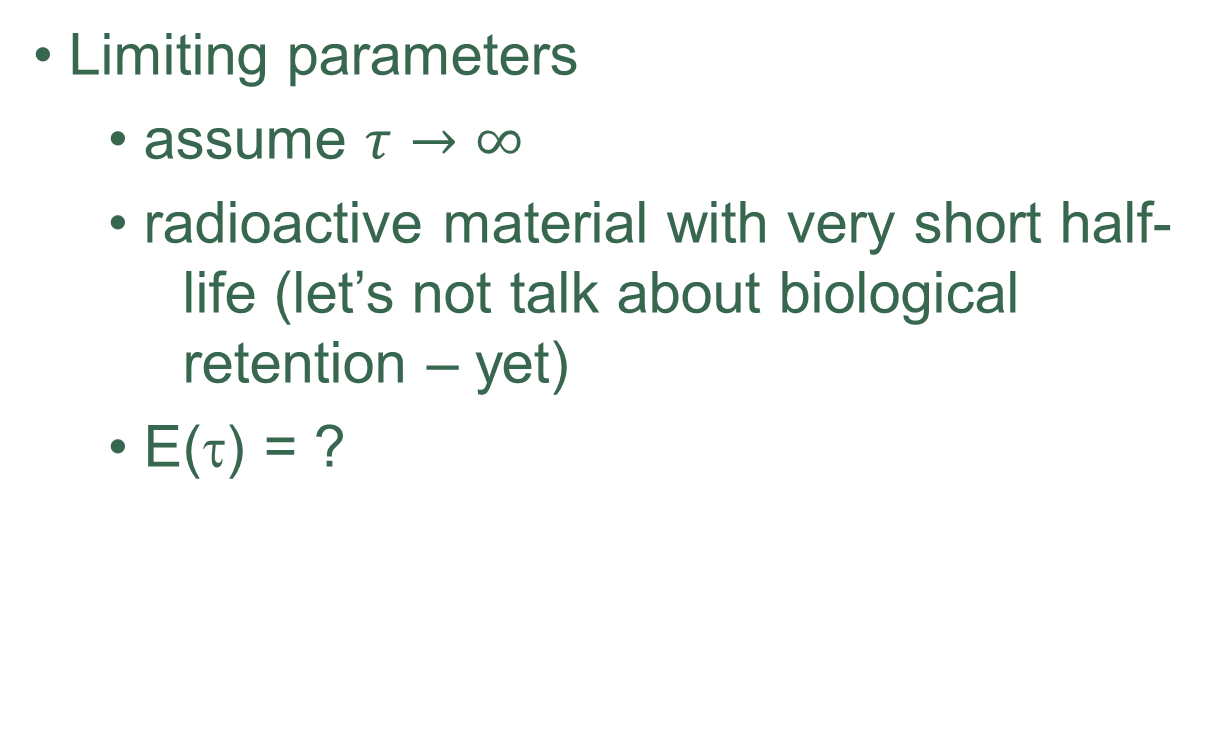 • Limiting parameters
• assume 𝜏 → ∞
• radioactive material with very short half-
life (let’s not talk about biological
retention – yet)
• E(τ) = ?